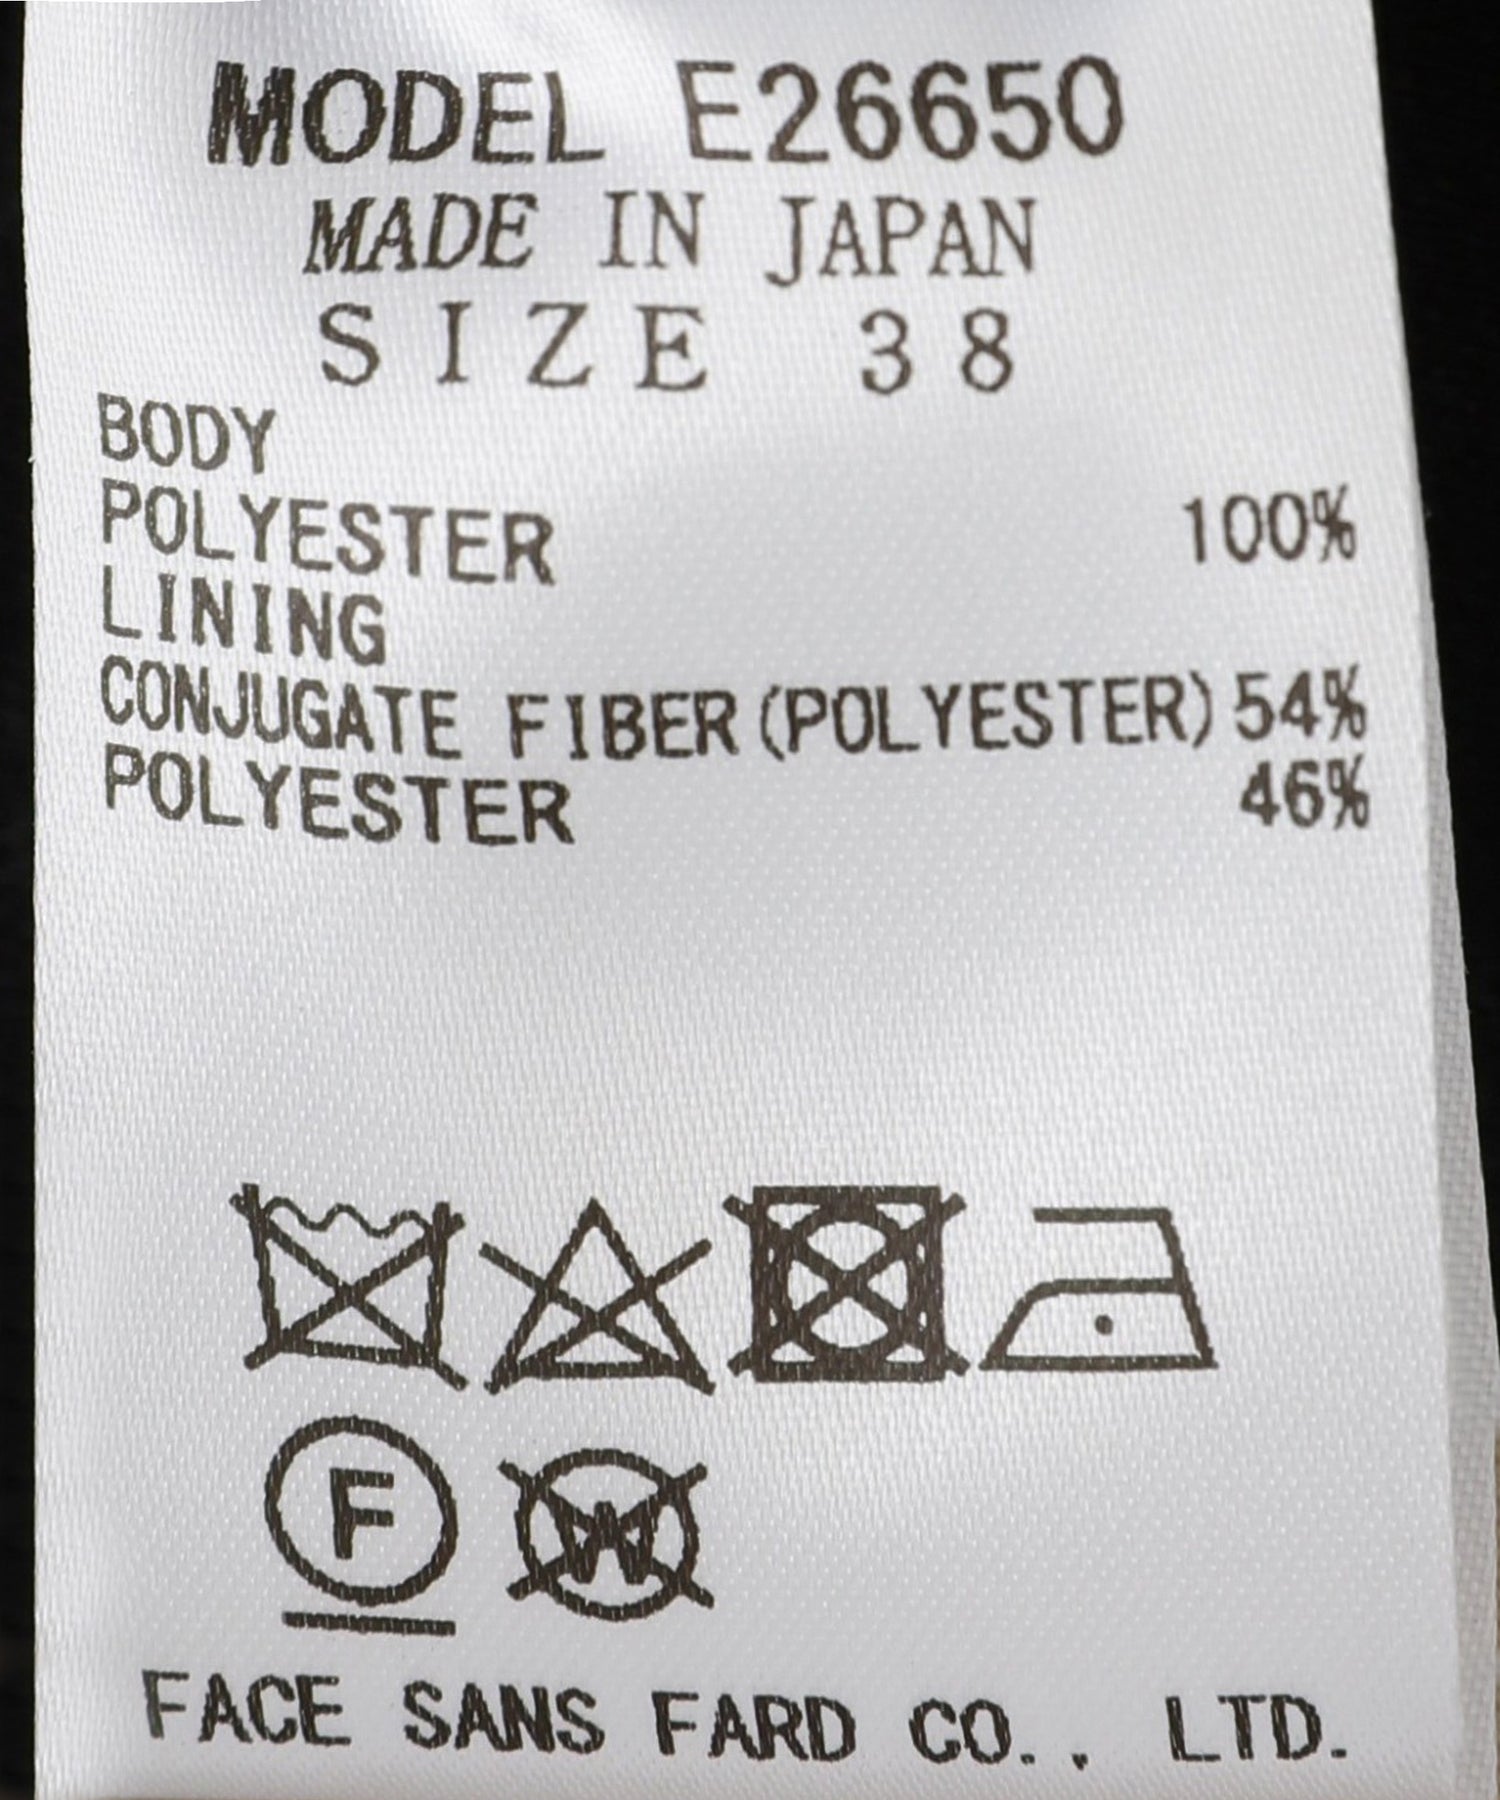 MODEL E26650
MADE IN JAPAN
SIZE 38
BODY
POLYESTER 100%
LINING
CONJUGATE FIBER(POLYESTER) 54%
POLYESTER 46%
F W
FACE SANS FARD CO., LTD.